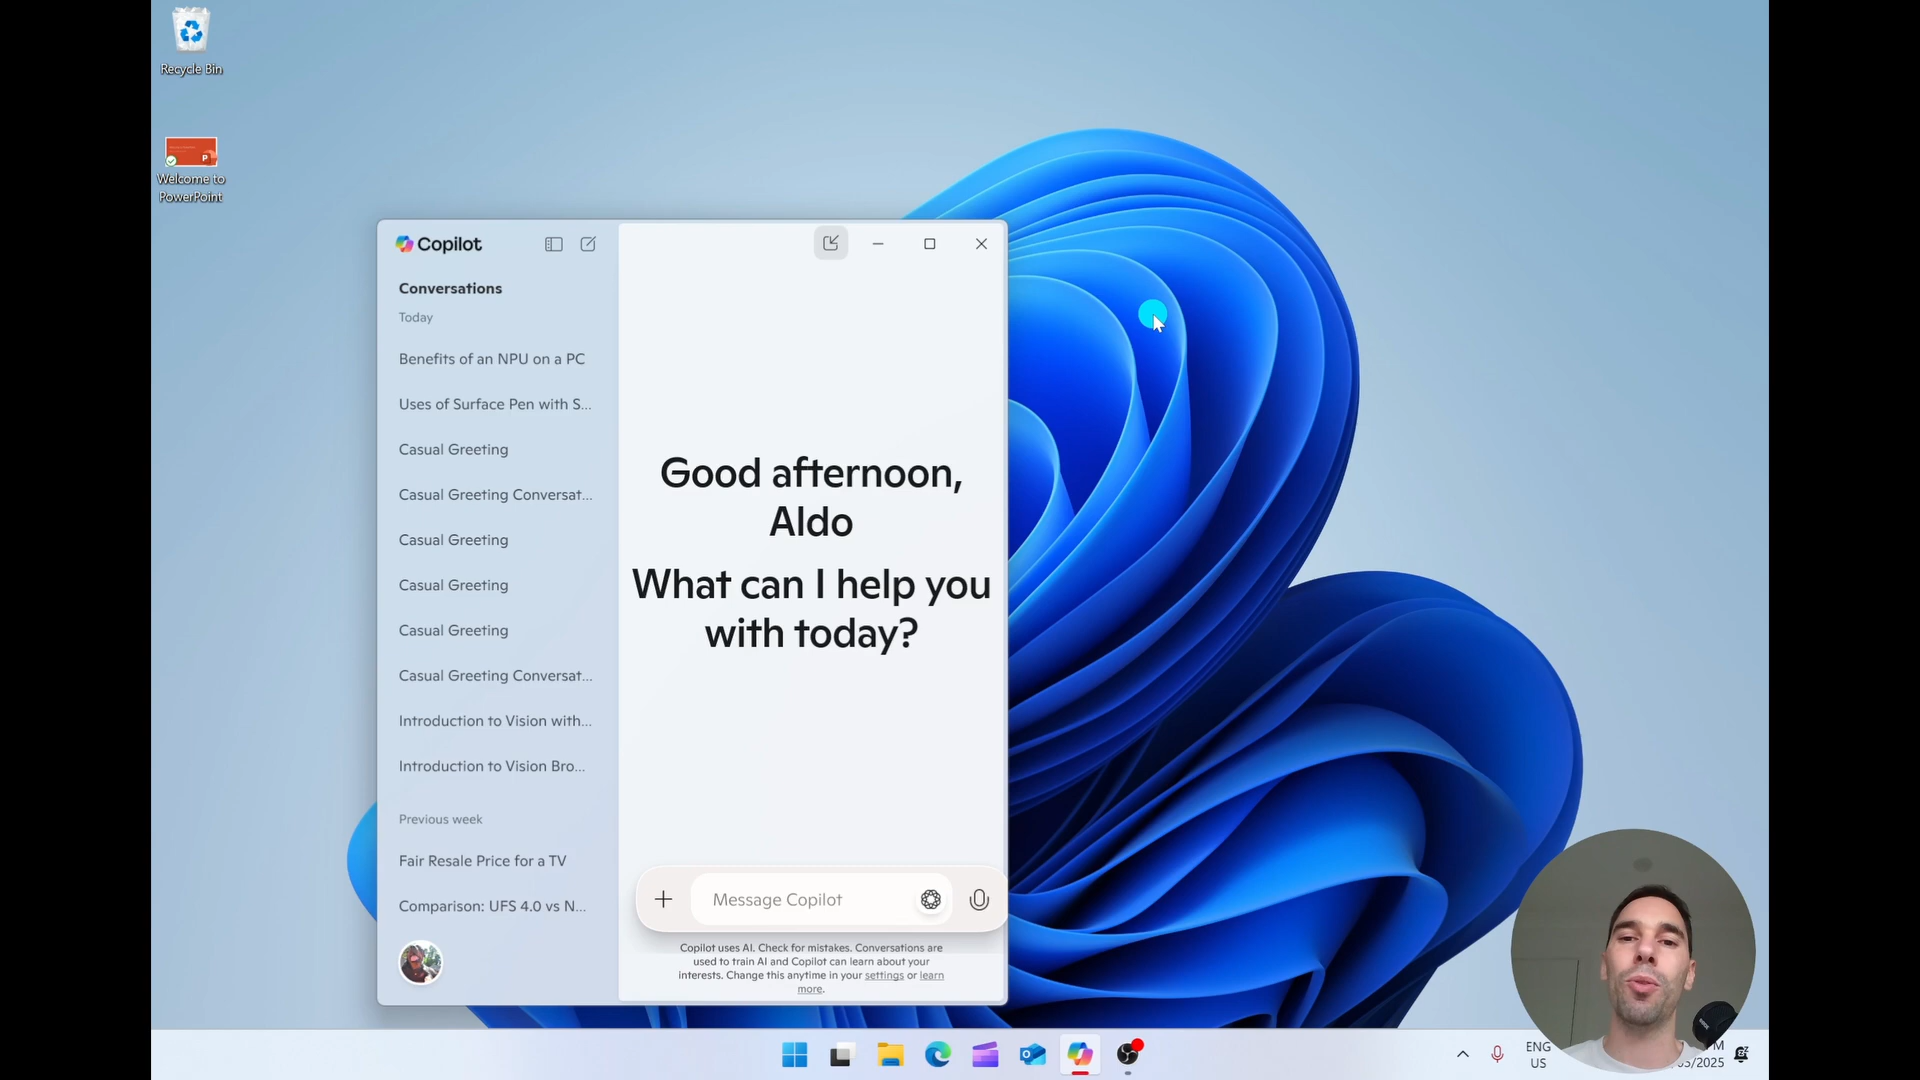 Recycle Bin
Welcome to
PowerPoint
Copilot
Conversations
Today
Benefits of an NPU on a PC
Uses of Surface Pen with S...
Casual Greeting
Casual Greeting Conversat...
Casual Greeting
Casual Greeting
Casual Greeting
Casual Greeting Conversat...
Introduction to Vision with...
Introduction to Vision Bro...
Previous week
Fair Resale Price for a TV
Comparison: UFS 4.0 vs N...
Good afternoon,
Aldo
What can I help you
with today?
Message Copilot
Copilot uses AI. Check for mistakes. Conversations are
used to train AI and Copilot can learn about your
interests. Change this anytime in your settings or learn
more.
ENG
US
M
/2025